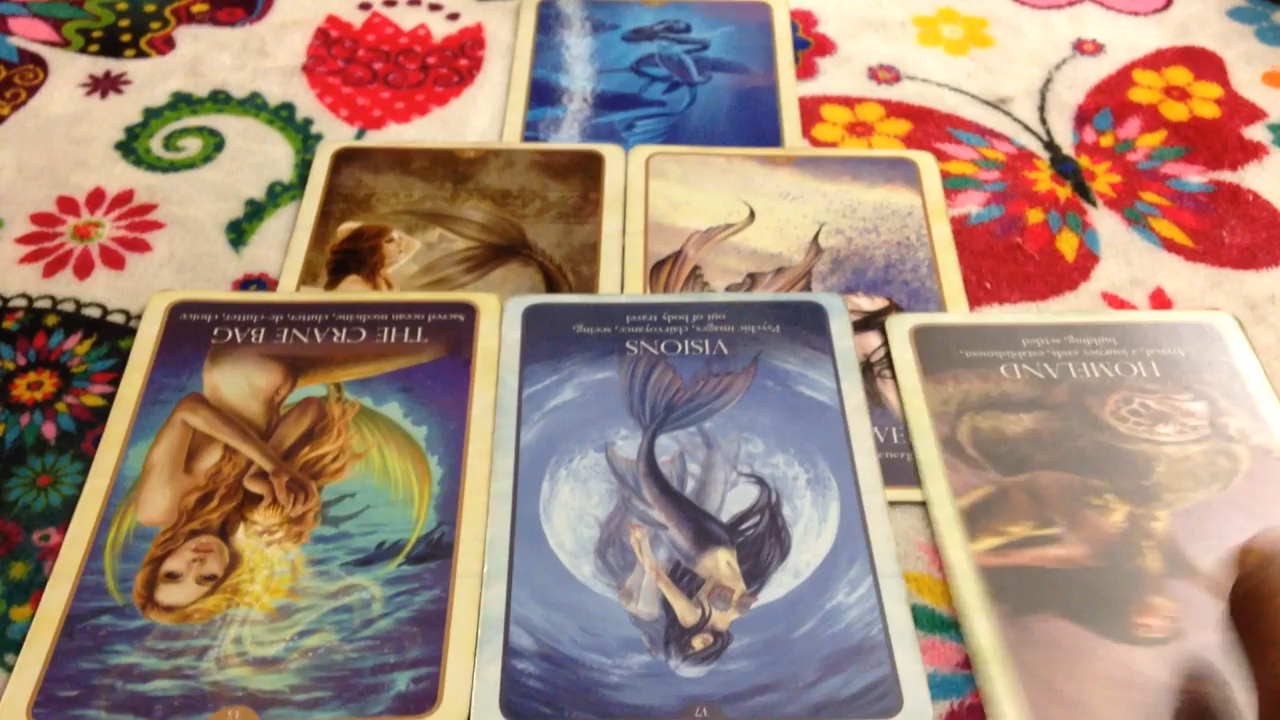 THE CRANE BAG
Sacred ocean medicine, clutter, de-clutter, choice
VISIONS
Psychic images, clairvoyance, seeing,
out of body travel
37
HOMELAND
Arrival, a journey ends, establishment,
building, settled